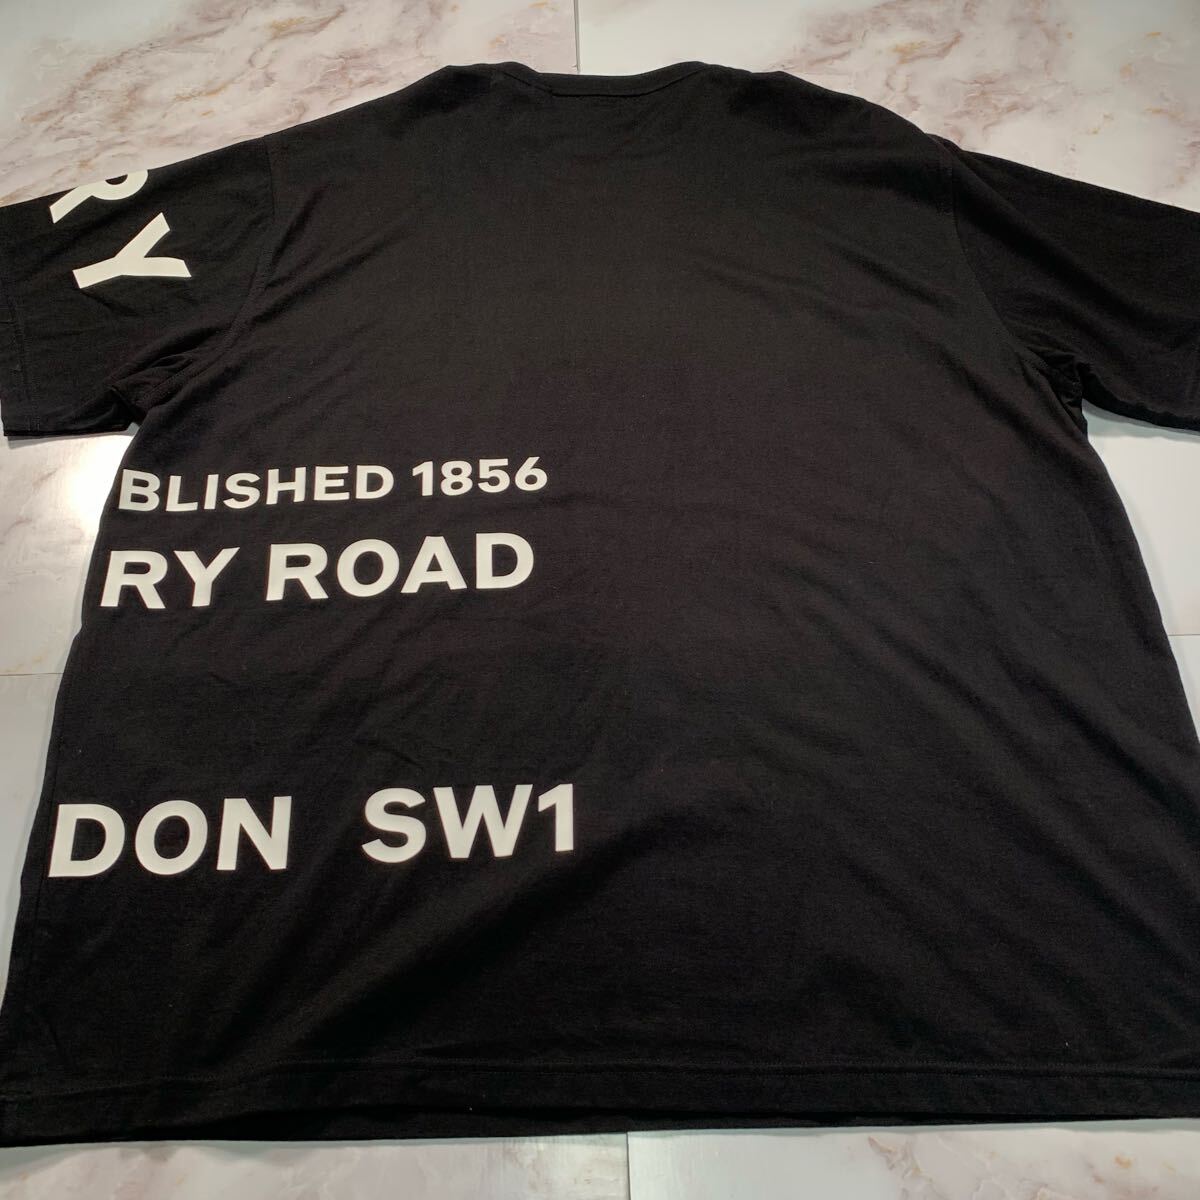 RY
BLISHED 1856
RY ROAD
DON SW1